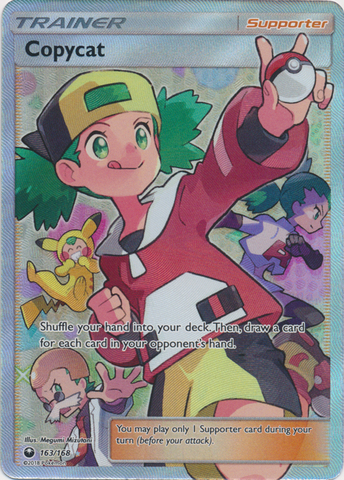 TRAINER
Supporter
Copycat
Shuffle your hand into your deck. Then, draw a card
for each card in your opponent's hand.
You may play only 1 Supporter card during your
turn (before your attack).
Illus. Megumi Mizutani
163/168
©2018